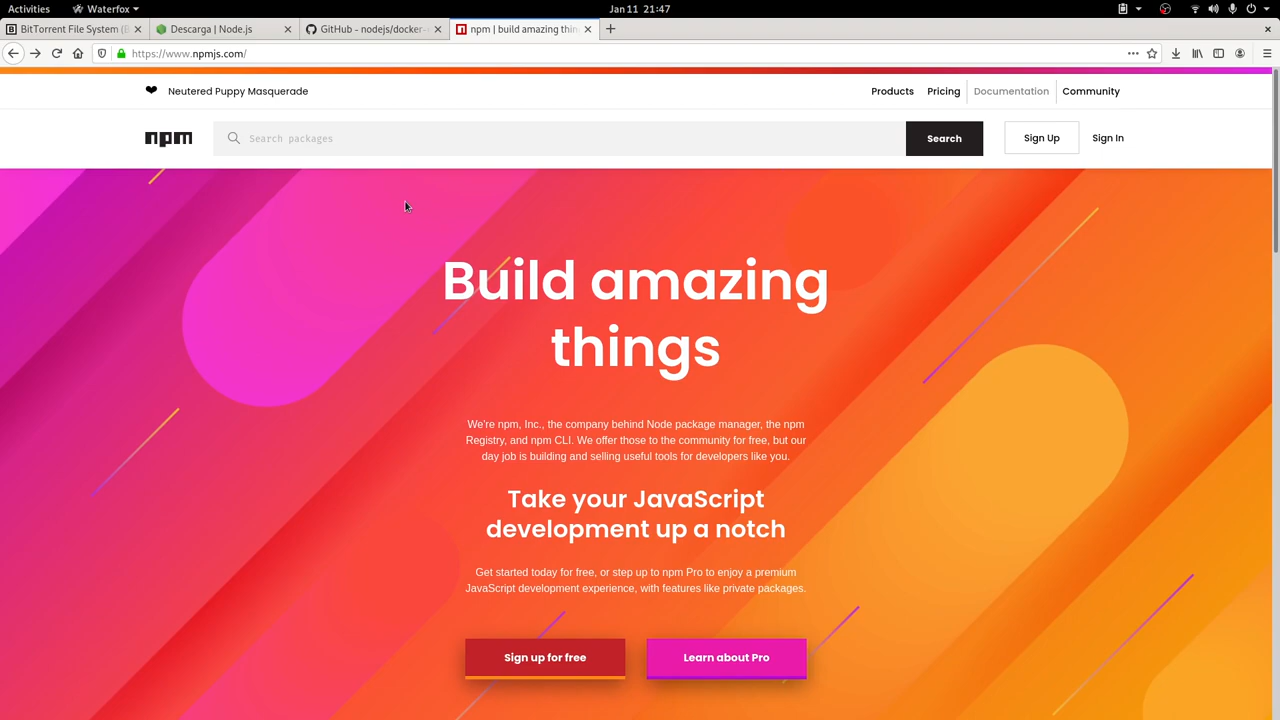 Activities Waterfox Jan 11 21:47
BitTorrent File System (B Descarga | Node.js GitHub - nodejs/docker- npm | build amazing thin
https://www.npmjs.com/
❤ Neutered Puppy Masquerade Products Pricing Documentation Community
npm Search packages Search Sign Up Sign In
Build amazing
things
We're npm, Inc., the company behind Node package manager, the npm
Registry, and npm CLI. We offer those to the community for free, but our
day job is building and selling useful tools for developers like you.
Take your JavaScript
development up a notch
Get started today for free, or step up to npm Pro to enjoy a premium
JavaScript development experience, with features like private packages.
Sign up for free Learn about Pro